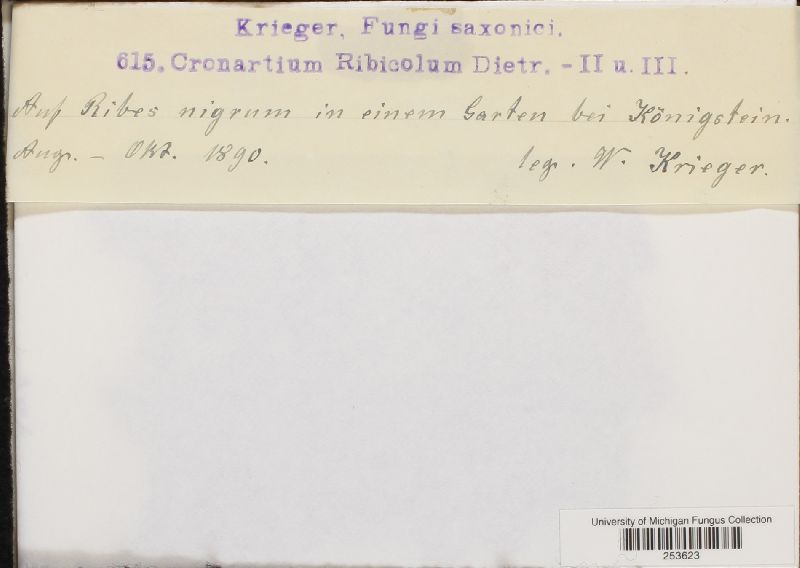 Krieger, Fungi saxonici.
615. Cronartium Ribicolum Dietr. - II u. III.
Auf Ribes nigrum in einem Garten bei Königstein.
Aug. - Okt. 1890.
leg. W. Krieger.
University of Michigan Fungus Collection
253623